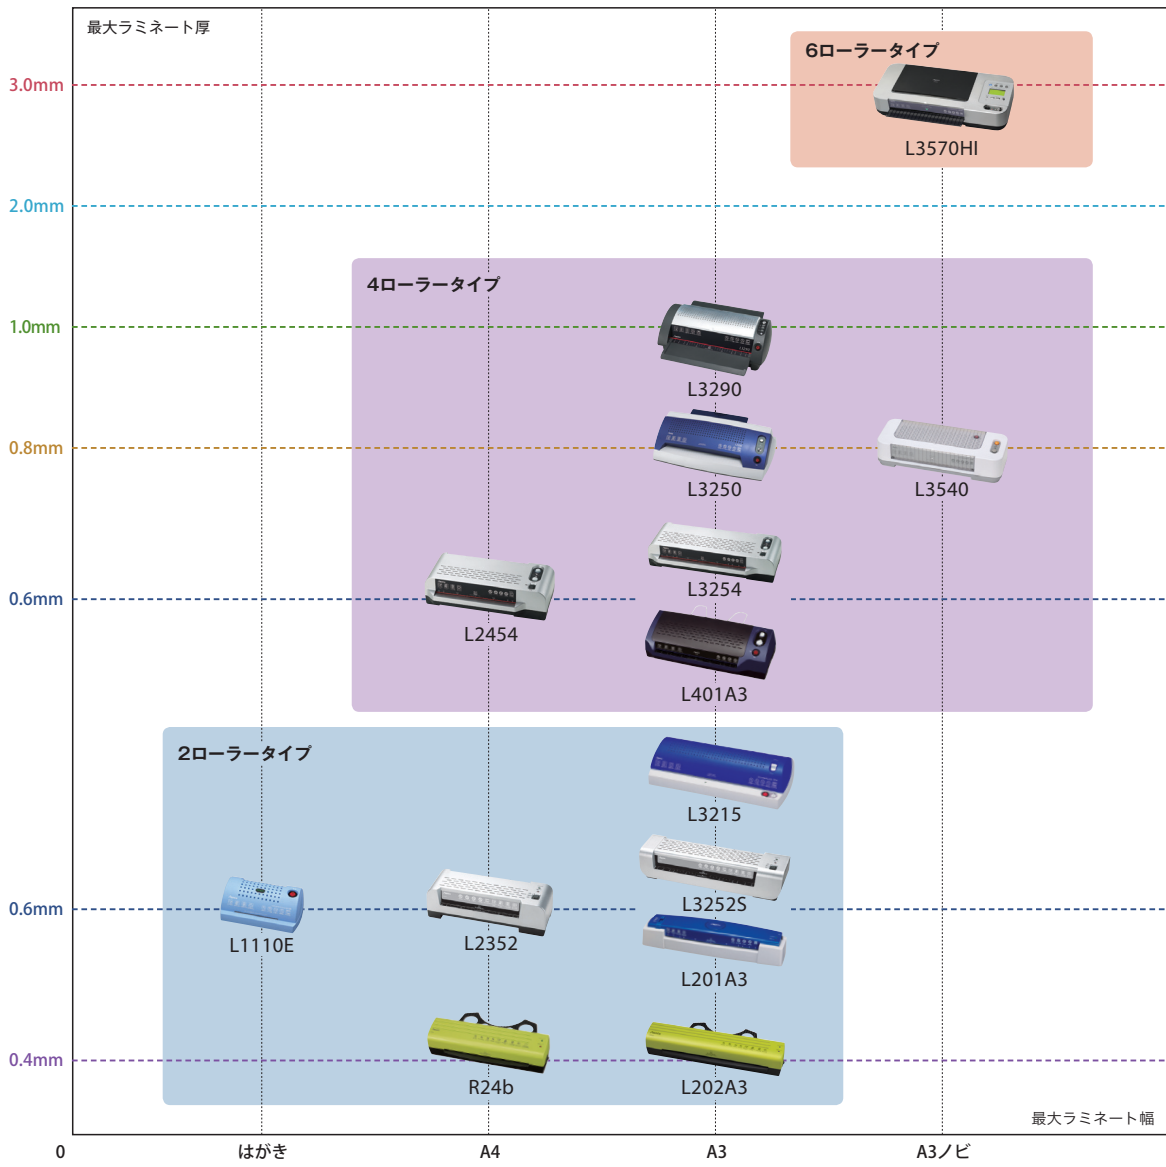 最大ラミネート厚
6ローラータイプ
3.0mm
L3570HI
2.0mm
4ローラータイプ
1.0mm
L3290
0.8mm
L3250
L3540
L3254
0.6mm
L2454
L401A3
2ローラータイプ
L3215
L3252S
0.6mm
L1110E
L2352
L201A3
0.4mm
R24b
L202A3
最大ラミネート幅
0
はがき
A4
A3
A3ノビ